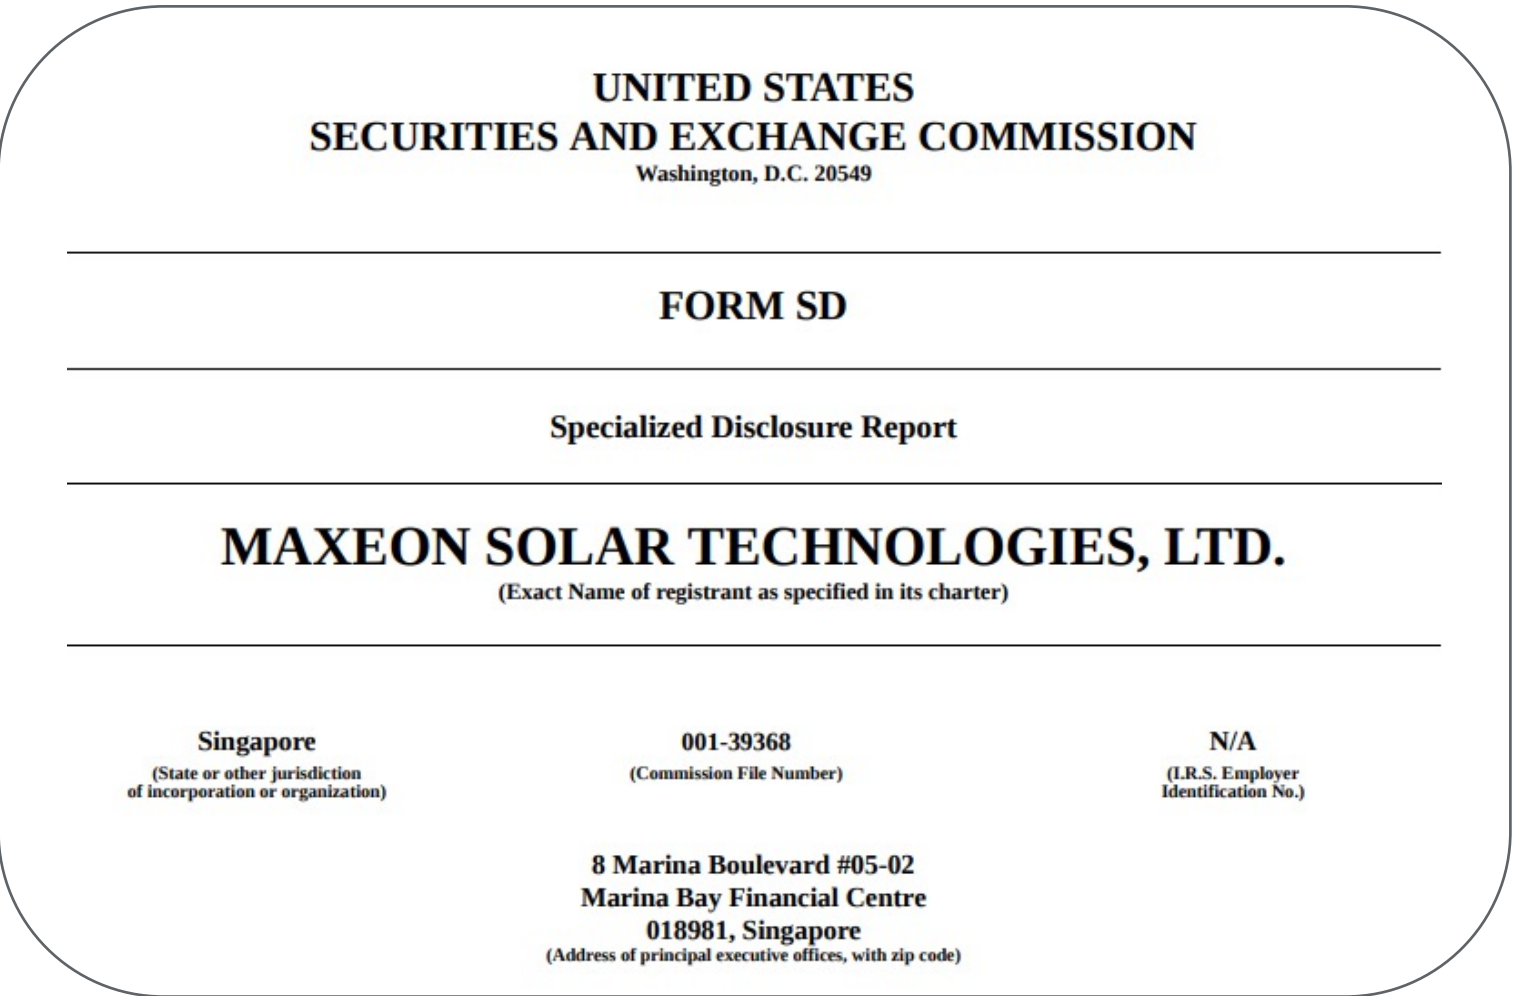 UNITED STATES
SECURITIES AND EXCHANGE COMMISSION
Washington, D.C. 20549
FORM SD
Specialized Disclosure Report
MAXEON SOLAR TECHNOLOGIES, LTD.
(Exact Name of registrant as specified in its charter)
Singapore
(State or other jurisdiction
of incorporation or organization)
001-39368
(Commission File Number)
N/A
(I.R.S. Employer
Identification No.)
8 Marina Boulevard #05-02
Marina Bay Financial Centre
018981, Singapore
(Address of principal executive offices, with zip code)